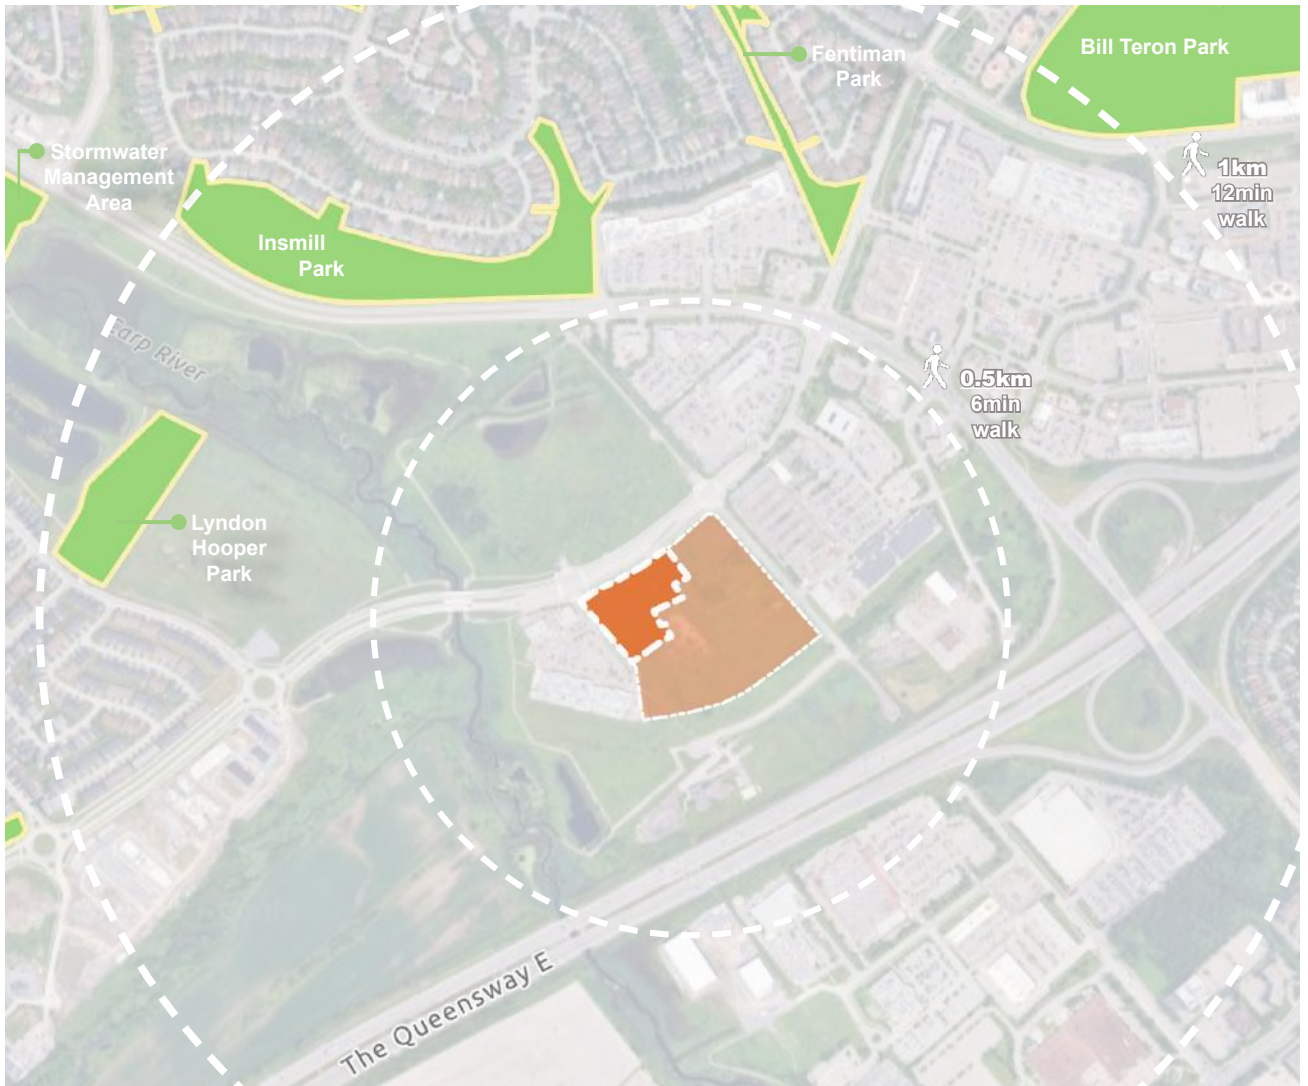 Fentiman
Park
Bill Teron Park
Stormwater
Management
Area
1km
12min
walk
Insmill
Park
Carp River
0.5km
6min
walk
Lyndon
Hooper
Park
The Queensway E